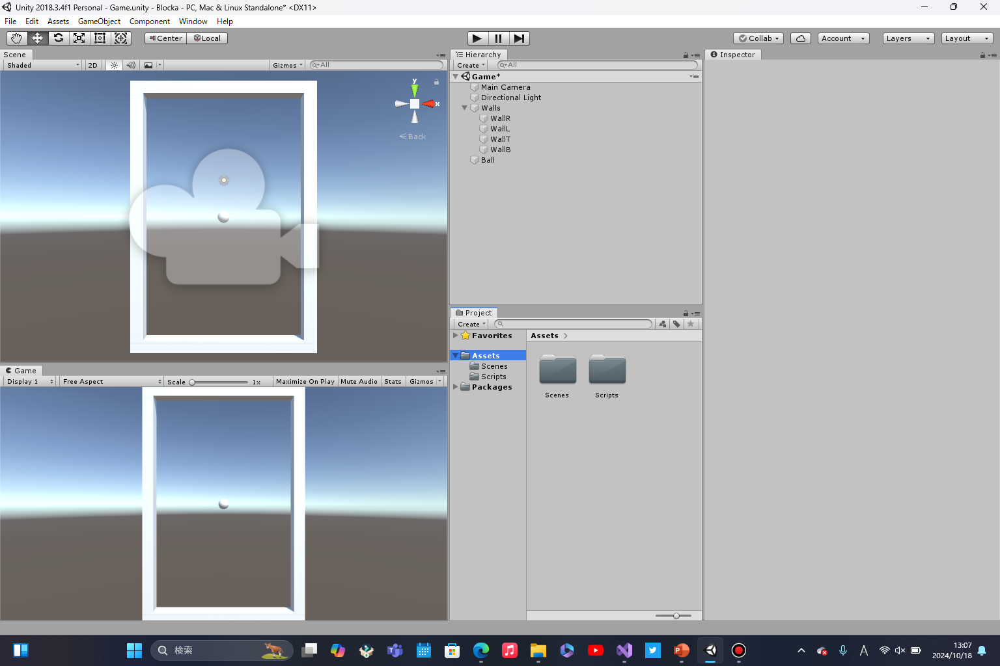 Unity 2018.3.4f1 Personal - Game.unity - Blocka - PC, Mac & Linux Standalone* <DX11>
File Edit Assets GameObject Component Window Help
Center Local
Collab Account Layers Layout
Scene
Shaded 2D Gizmos All
y
x
Back
Hierarchy
Create All
Game*
Main Camera
Directional Light
Walls
WallR
WallL
WallT
WallB
Ball
Inspector
Project
Create
Favorites
Assets
Scenes
Scripts
Packages
Assets
Scenes Scripts
Game
Display 1 Free Aspect Scale 1x Maximize On Play Mute Audio Stats Gizmos
検索
A
13:07
2024/10/18